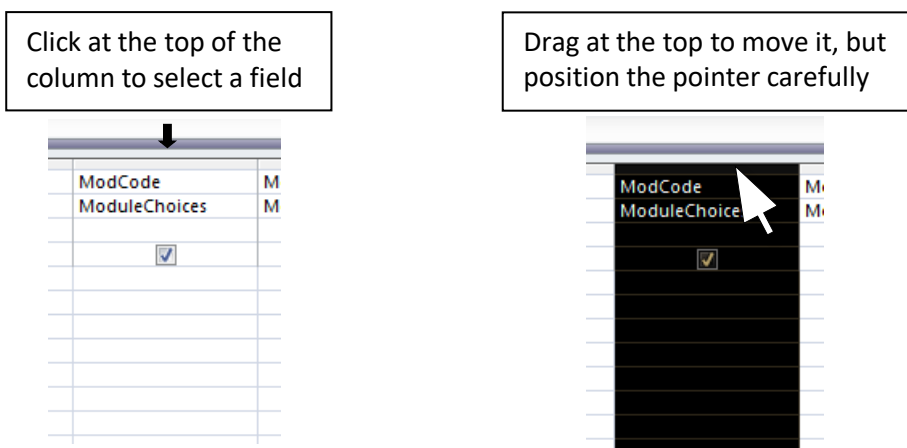 Click at the top of the
column to select a field
Drag at the top to move it, but
position the pointer carefully
ModCode
M
ModuleChoices
M
ModCode
M
ModuleChoice
M